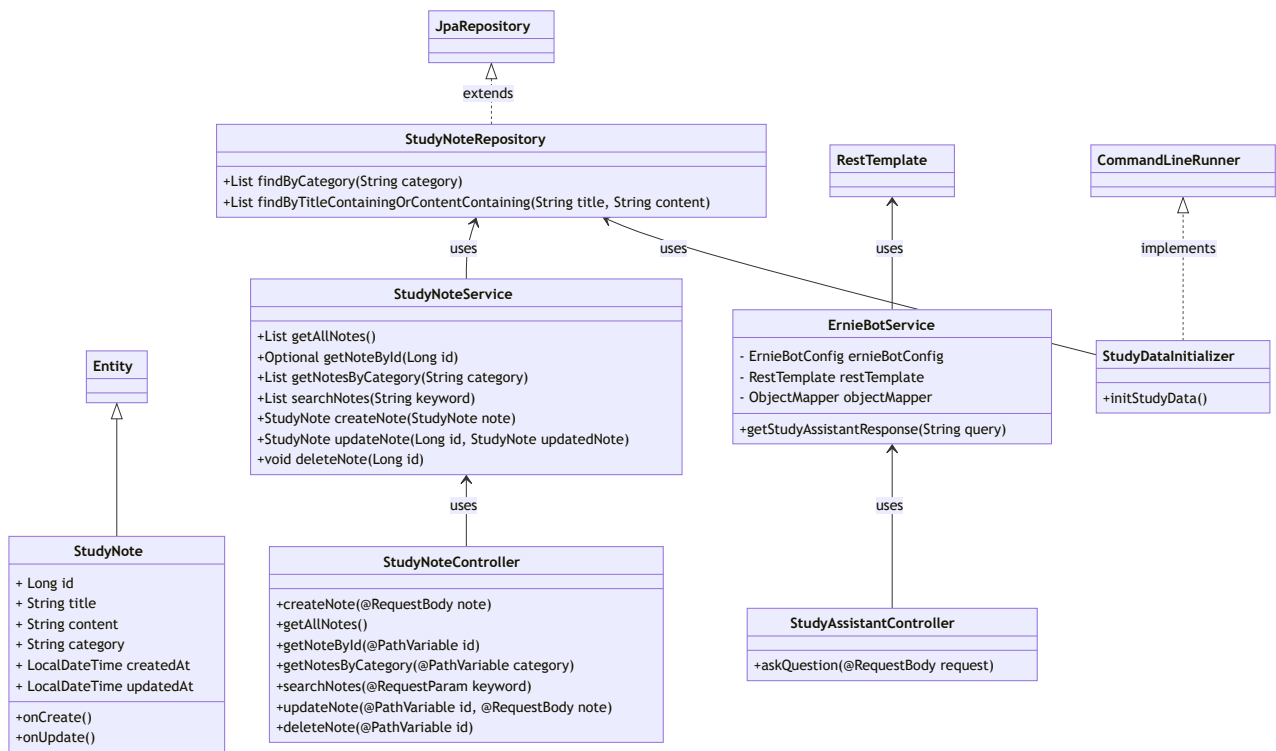 JpaRepository
extends
StudyNoteRepository
+List findByCategory(String category)
+List findByTitleContainingOrContentContaining(String title, String content)
RestTemplate
CommandLineRunner
uses
uses
uses
implements
StudyNoteService
+List getAllNotes()
+Optional getNoteById(Long id)
+List getNotesByCategory(String category)
+List searchNotes(String keyword)
+StudyNote createNote(StudyNote note)
+StudyNote updateNote(Long id, StudyNote updatedNote)
+void deleteNote(Long id)
ErnieBotService
- ErnieBotConfig ernieBotConfig
- RestTemplate restTemplate
- ObjectMapper objectMapper
+getStudyAssistantResponse(String query)
StudyDataInitializer
+initStudyData()
Entity
uses
uses
StudyNote
+ Long id
+ String title
+ String content
+ String category
+ LocalDateTime createdAt
+ LocalDateTime updatedAt
+onCreate()
+onUpdate()
StudyNoteController
+createNote(@RequestBody note)
+getAllNotes()
+getNoteById(@PathVariable id)
+getNotesByCategory(@PathVariable category)
+searchNotes(@RequestParam keyword)
+updateNote(@PathVariable id, @RequestBody note)
+deleteNote(@PathVariable id)
StudyAssistantController
+askQuestion(@RequestBody request)